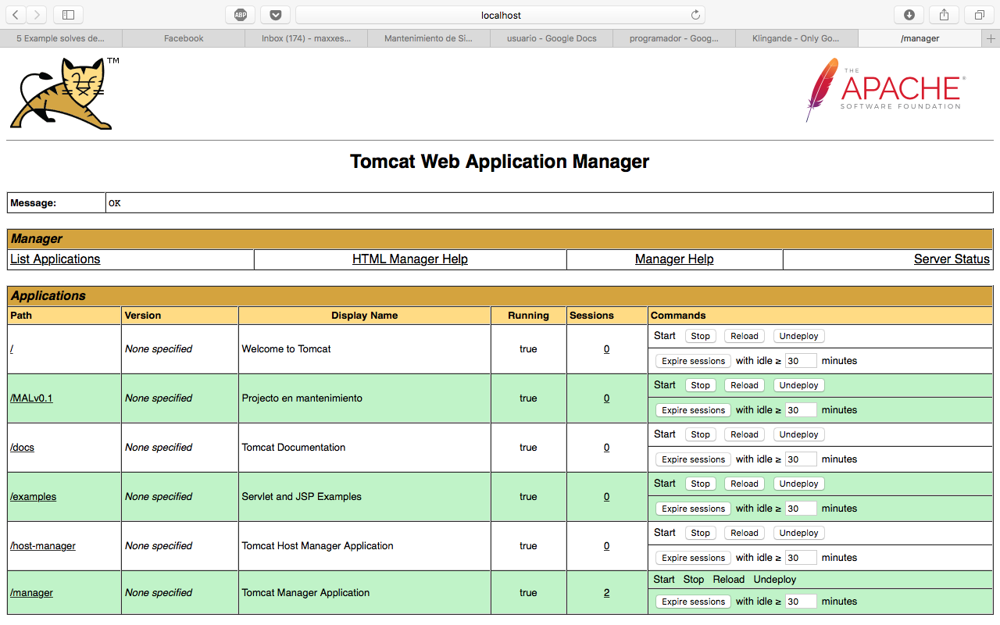 ABP
localhost
5 Example solves de...
Facebook
Inbox (174) - maxxes...
Mantenimiento de Si...
usuario - Google Docs
programador - Goog...
Klingande - Only Go...
/manager
TM
THE
APACHE®
SOFTWARE FOUNDATION
Tomcat Web Application Manager
Message: OK
Manager
List Applications HTML Manager Help Manager Help Server Status
Applications
Path Version Display Name Running Sessions Commands
Start Stop Reload Undeploy
/ None specified Welcome to Tomcat true 0
Expire sessions with idle ≥ 30 minutes
Start Stop Reload Undeploy
/MALv0.1 None specified Projecto en mantenimiento true 0
Expire sessions with idle ≥ 30 minutes
Start Stop Reload Undeploy
/docs None specified Tomcat Documentation true 0
Expire sessions with idle ≥ 30 minutes
Start Stop Reload Undeploy
/examples None specified Servlet and JSP Examples true 0
Expire sessions with idle ≥ 30 minutes
Start Stop Reload Undeploy
/host-manager None specified Tomcat Host Manager Application true 0
Expire sessions with idle ≥ 30 minutes
Start Stop Reload Undeploy
/manager None specified Tomcat Manager Application true 2
Expire sessions with idle ≥ 30 minutes